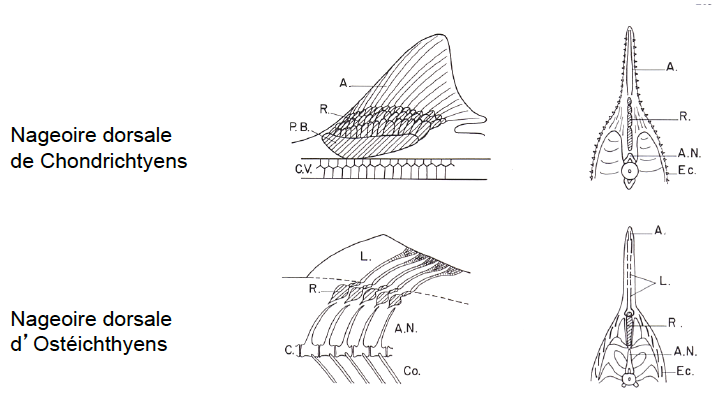 Nageoire dorsale
de Chondrichtyens
A.
R.
P.B.
C.V.
A.
R.
A.N.
Ec.
Nageoire dorsale
d’Ostéichthyens
L.
R.
A.N.
C.
Co.
A.
L.
R.
A.N.
Ec.